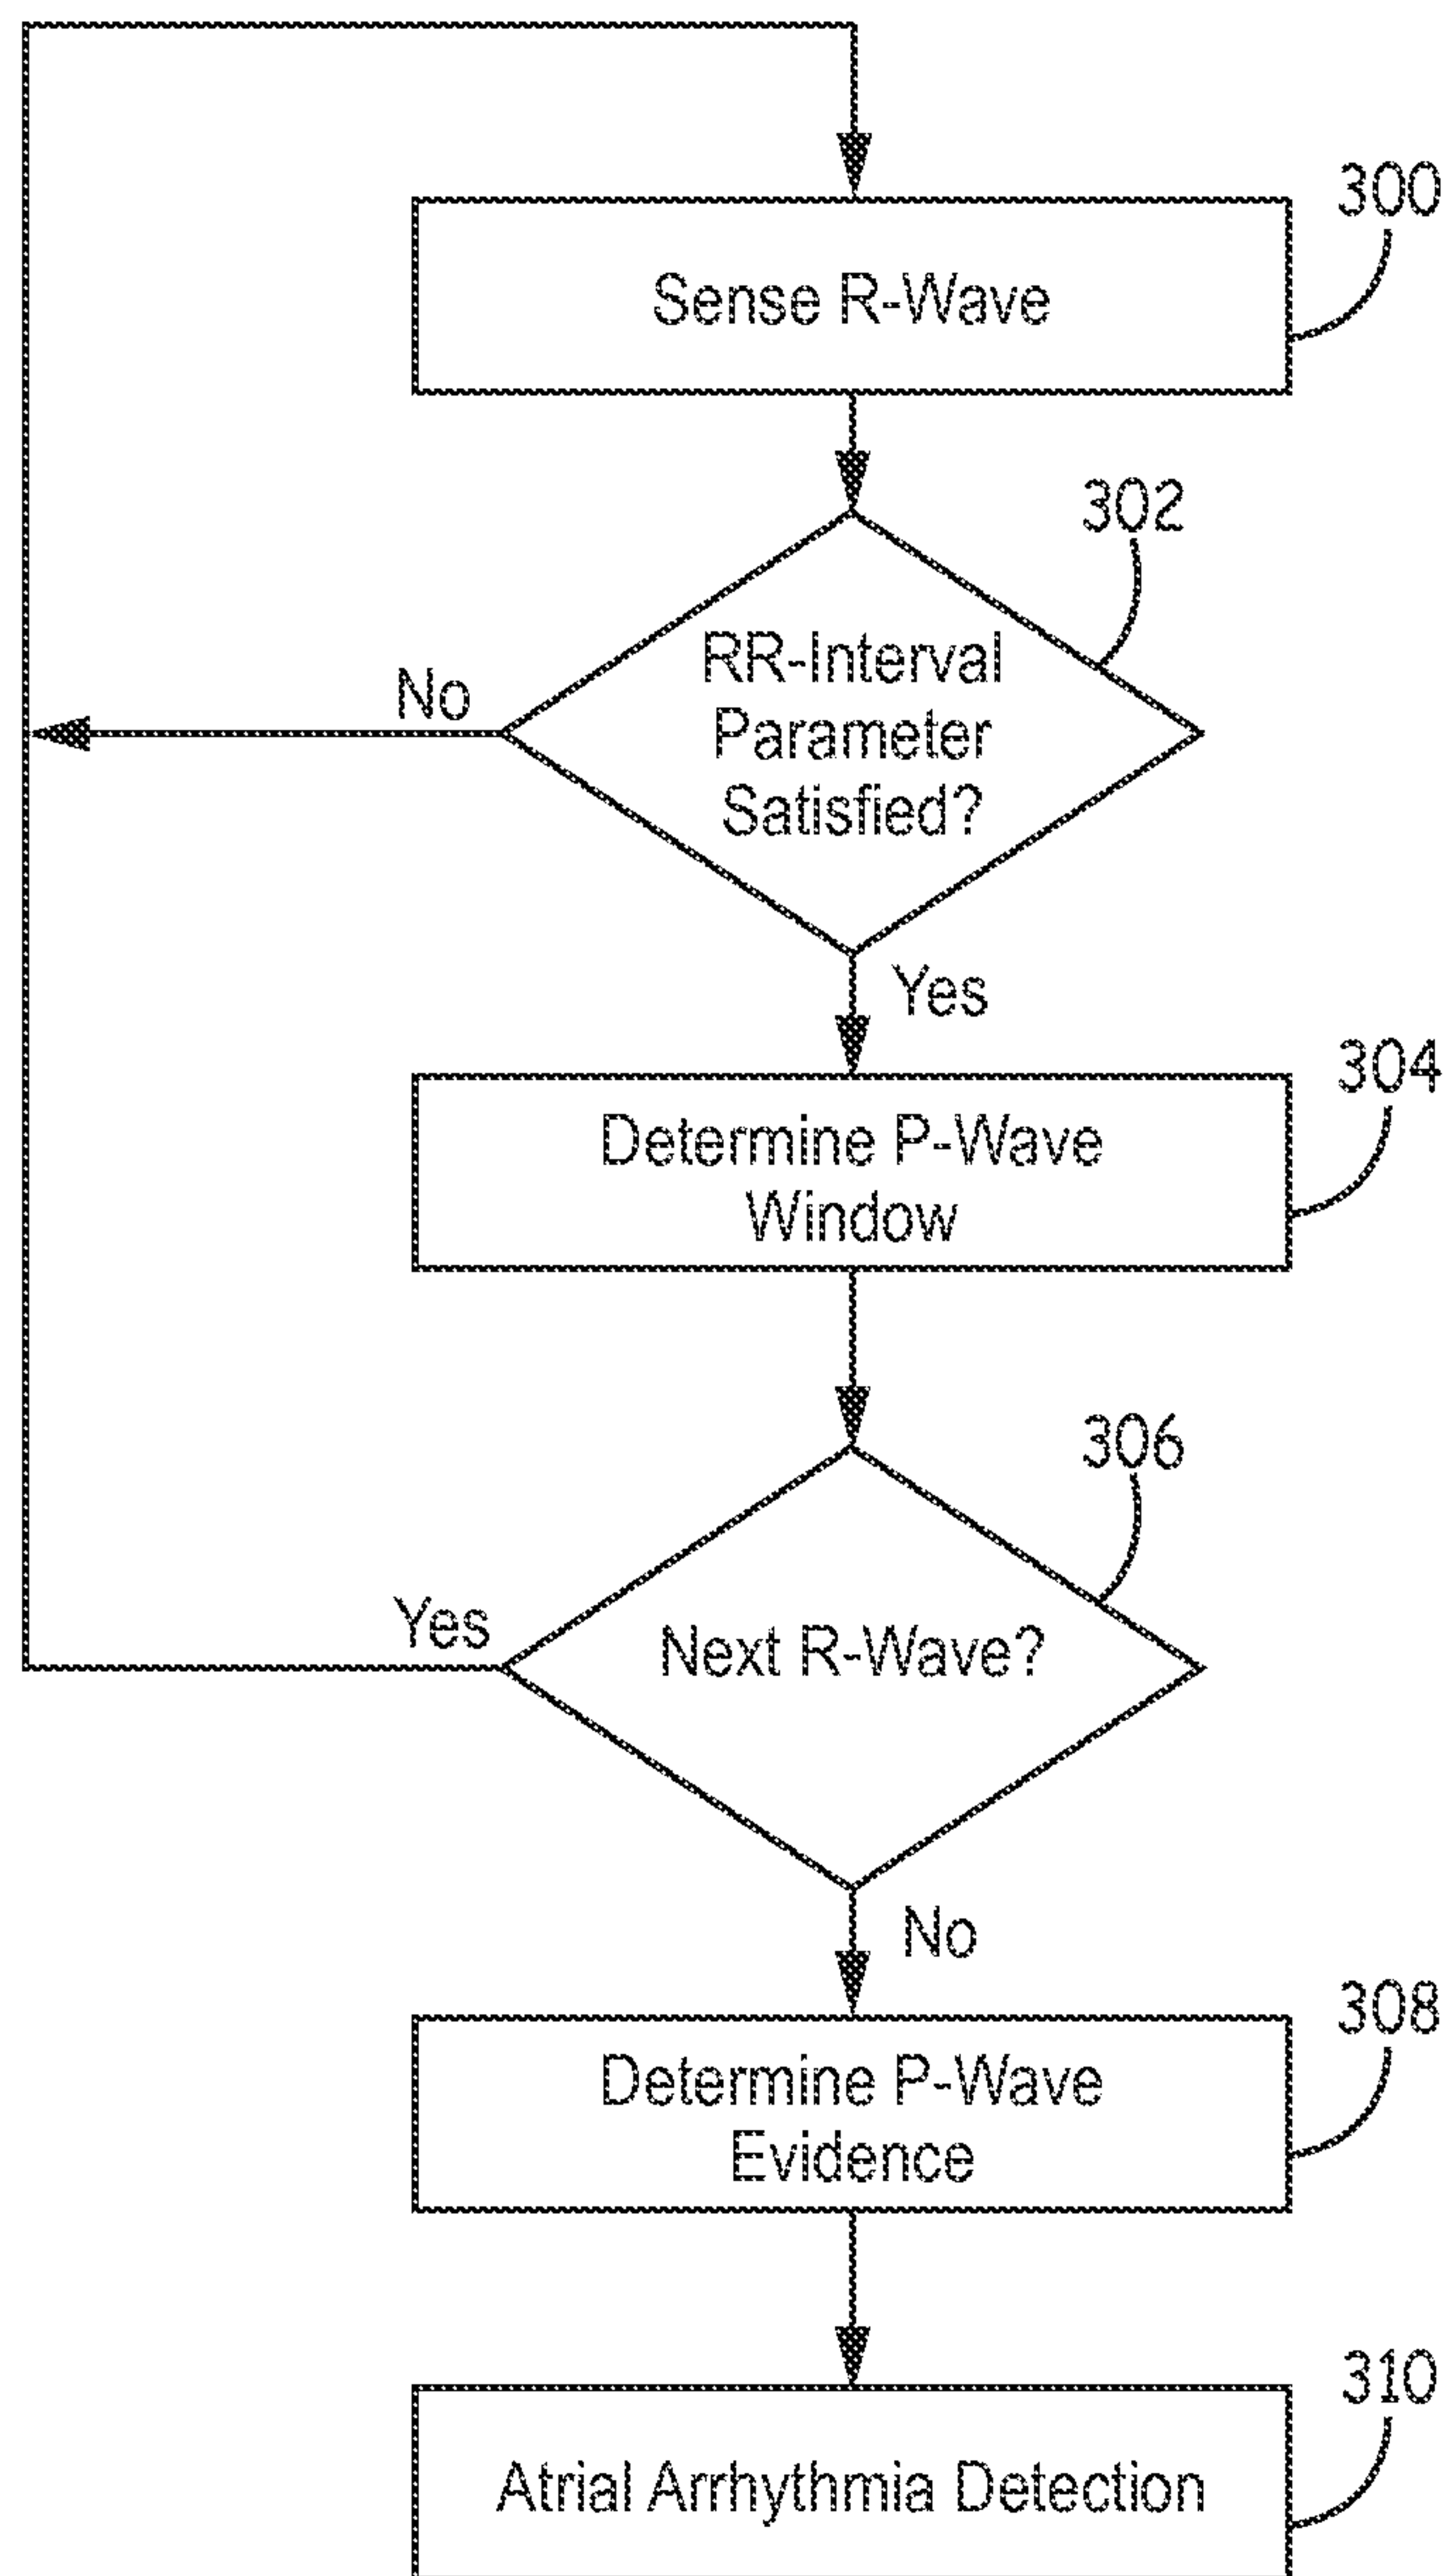 300
Sense R-Wave
302
RR-Interval
Parameter
Satisfied?
No
Yes
304
Determine P-Wave
Window
306
Next R-Wave?
Yes
No
308
Determine P-Wave
Evidence
310
Atrial Arrhythmia Detection